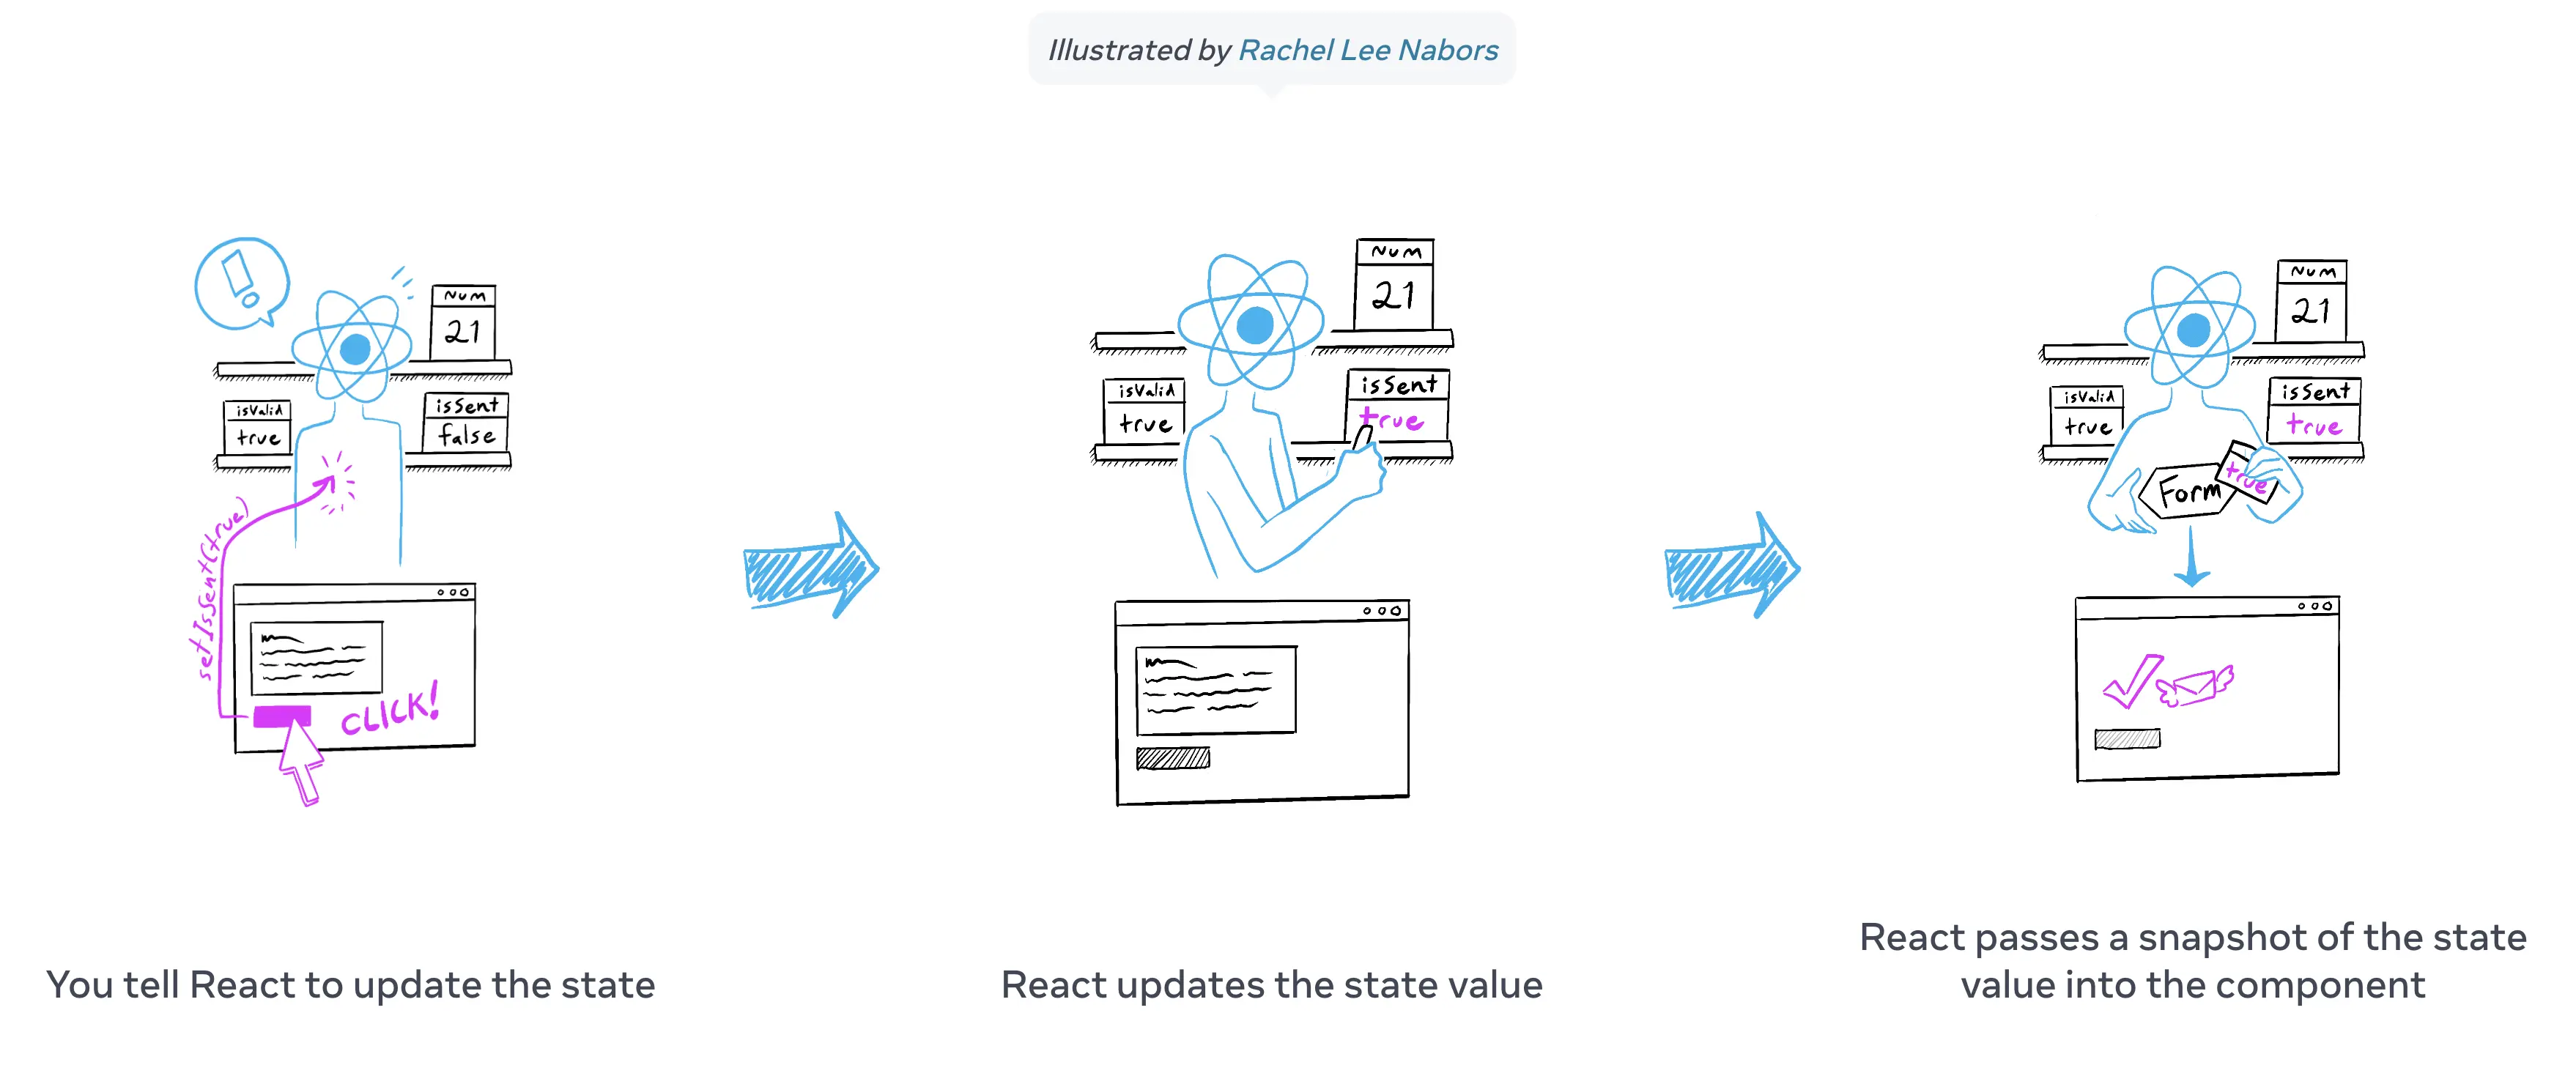 Illustrated by Rachel Lee Nabors
!
Num
21
isValid
true
isSent
false
setIsSent(true)
CLICK!
You tell React to update the state
Num
21
isValid
true
isSent
true
React updates the state value
Num
21
isValid
true
isSent
true
Form
true
React passes a snapshot of the state
value into the component